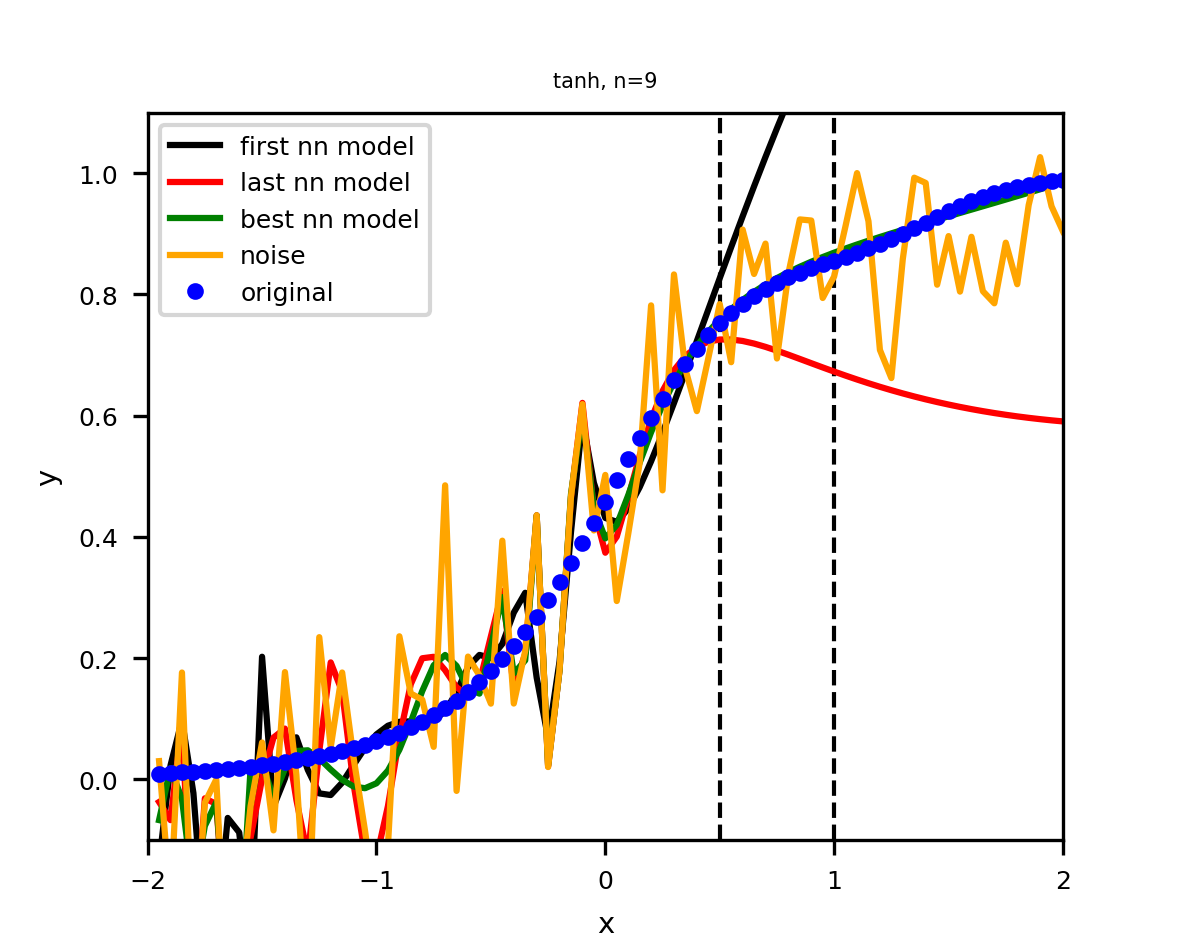 tanh, n=9
first nn model
last nn model
best nn model
noise
original
1.0
0.8
0.6
0.4
0.2
0.0
y
−2
−1
0
1
2
x